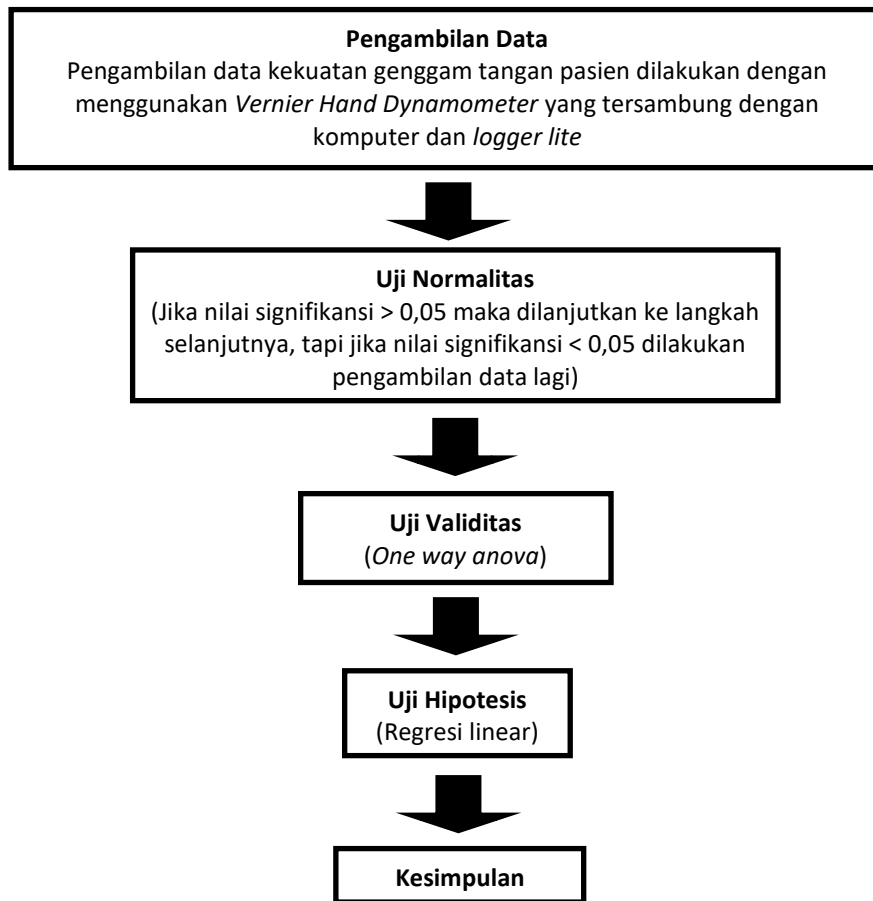 Pengambilan Data
Pengambilan data kekuatan genggam tangan pasien dilakukan dengan
menggunakan Vernier Hand Dynamometer yang tersambung dengan
komputer dan logger lite
Uji Normalitas
(Jika nilai signifikansi > 0,05 maka dilanjutkan ke langkah
selanjutnya, tapi jika nilai signifikansi < 0,05 dilakukan
pengambilan data lagi)
Uji Validitas
(One way anova)
Uji Hipotesis
(Regresi linear)
Kesimpulan